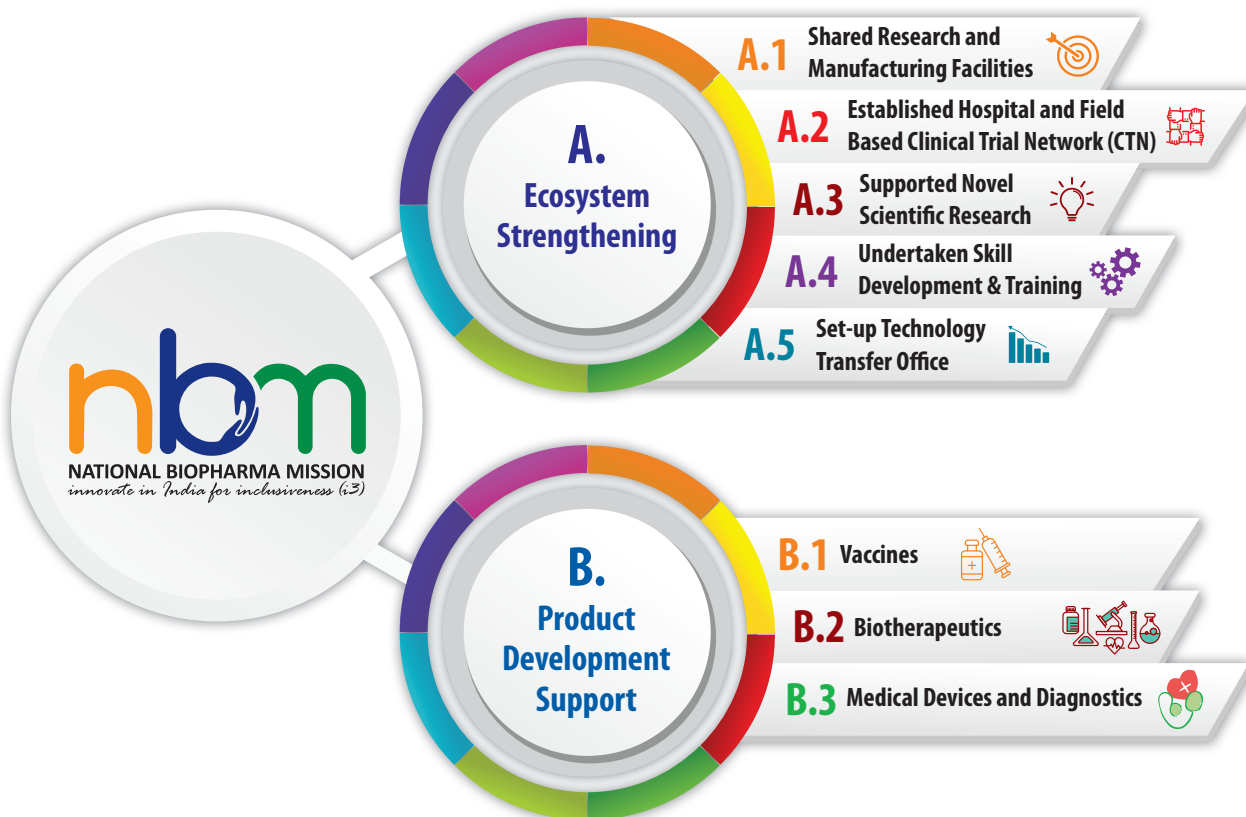 nbm
NATIONAL BIOPHARMA MISSION
innovate in India for inclusiveness (i3)
A.
Ecosystem
Strengthening
A.1 Shared Research and
Manufacturing Facilities
A.2 Established Hospital and Field
Based Clinical Trial Network (CTN)
A.3 Supported Novel
Scientific Research
A.4 Undertaken Skill
Development & Training
A.5 Set-up Technology
Transfer Office
B.
Product
Development
Support
B.1 Vaccines
B.2 Biotherapeutics
B.3 Medical Devices and Diagnostics